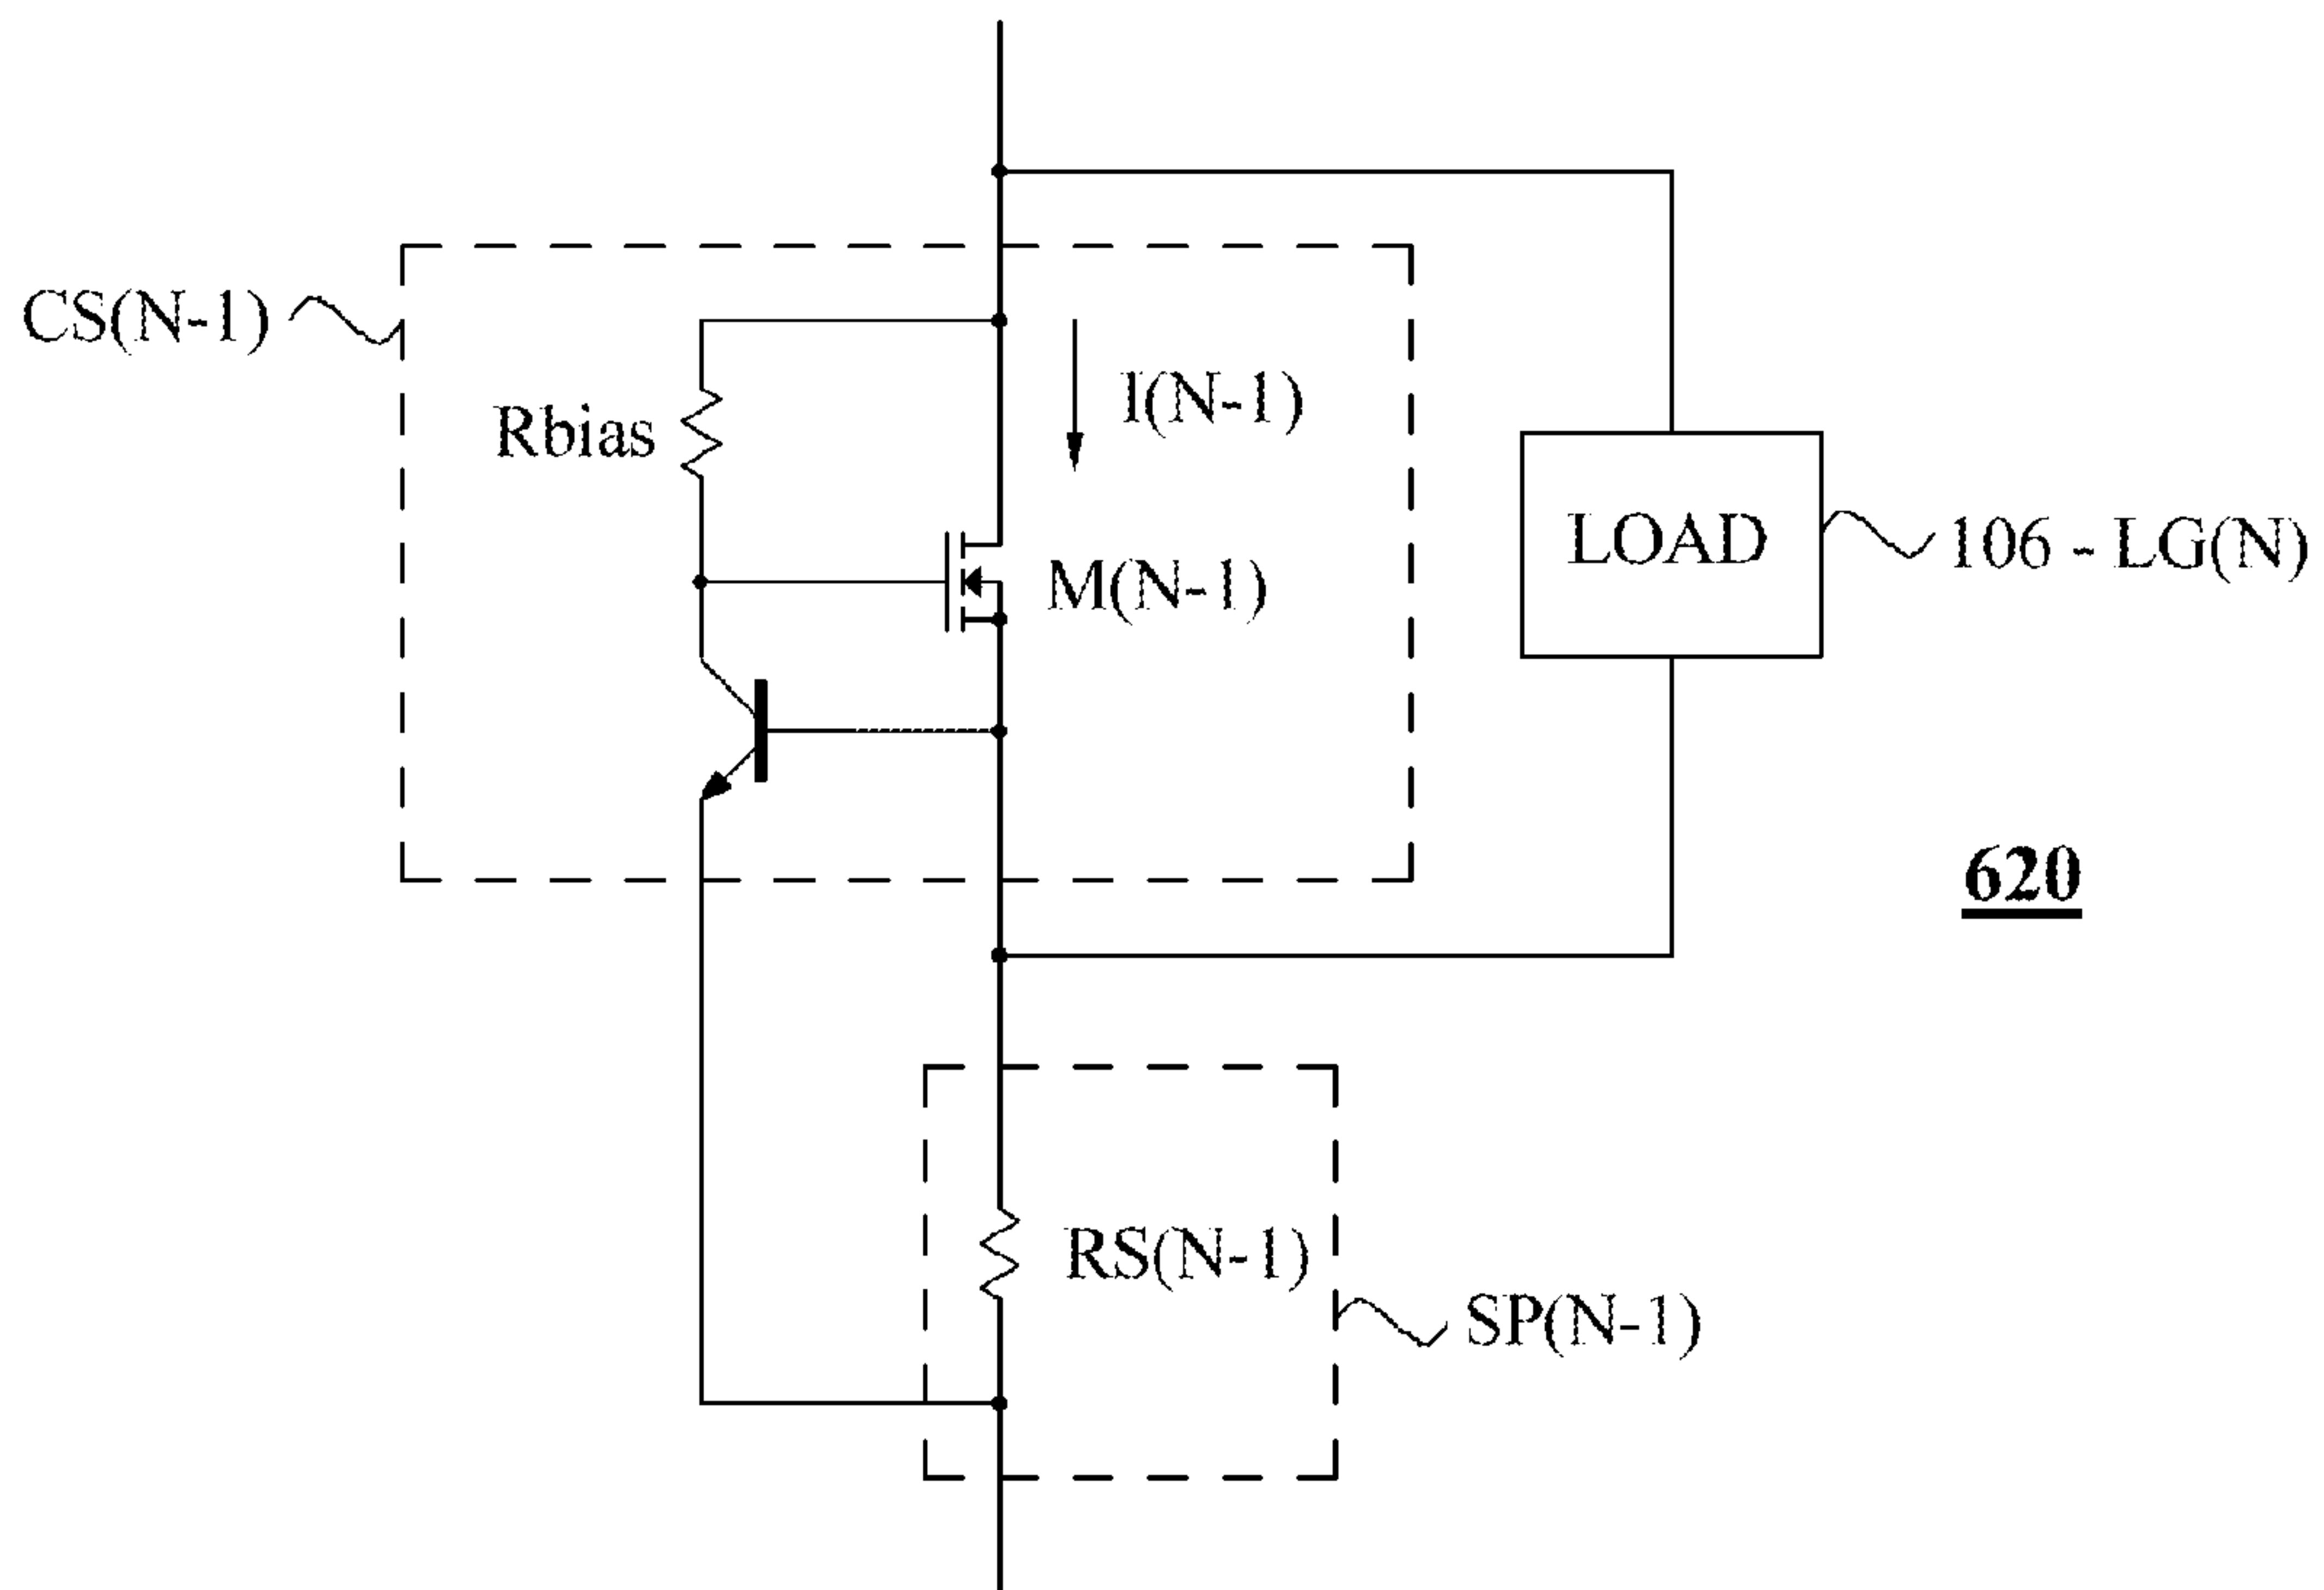 CS(N-1)
I(N-1)
Rbias
LOAD
106 - LG(N)
M(N-1)
620
RS(N-1)
SP(N-1)